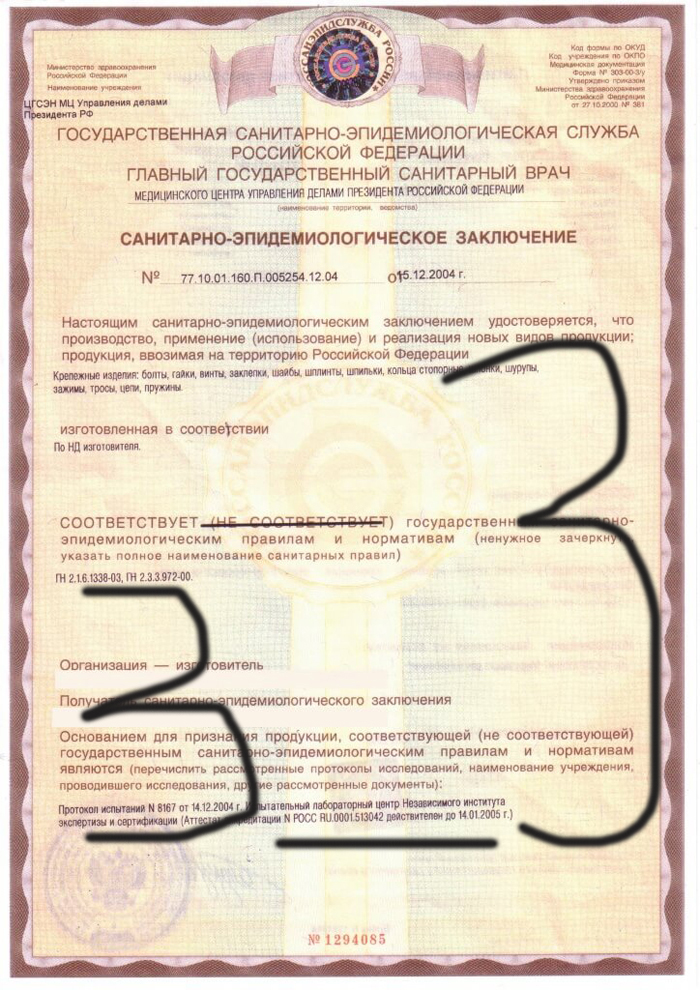 ГОССАНЭПИДСЛУЖБА РОССИИ
Министерство здравоохранения
Российской Федерации
Наименование учреждения
ЦГСЭН МЦ Управления делами
Президента РФ
Код формы по ОКУД
Код учреждения по ОКПО
Медицинская документация
Форма № 303-00-3/у
Утверждено приказом
Министерства здравоохранения
Российской Федерации
от 27.10.2000 № 381
ГОСУДАРСТВЕННАЯ САНИТАРНО-ЭПИДЕМИОЛОГИЧЕСКАЯ СЛУЖБА
РОССИЙСКОЙ ФЕДЕРАЦИИ
ГЛАВНЫЙ ГОСУДАРСТВЕННЫЙ САНИТАРНЫЙ ВРАЧ
МЕДИЦИНСКОГО ЦЕНТРА УПРАВЛЕНИЯ ДЕЛАМИ ПРЕЗИДЕНТА РОССИЙСКОЙ ФЕДЕРАЦИИ
(наименование территории, ведомства)
САНИТАРНО-ЭПИДЕМИОЛОГИЧЕСКОЕ ЗАКЛЮЧЕНИЕ
№ 77.10.01.160.П.005254.12.04 от 15.12.2004 г.
Настоящим санитарно-эпидемиологическим заключением удостоверяется, что
производство, применение (использование) и реализация новых видов продукции;
продукция, ввозимая на территорию Российской Федерации
Крепежные изделия: болты, гайки, винты, заклепки, шайбы, шплинты, шпильки, кольца стопорные, шурупы,
зажимы, тросы, цепи, пружины.
изготовленная в соответствии
По НД изготовителя.
СООТВЕТСТВУЕТ (НЕ СООТВЕТСТВУЕТ) государственным санитарно-
эпидемиологическим правилам и нормативам (ненужное зачеркнуть,
указать полное наименование санитарных правил)
ГН 2.1.6.1338-03, ГН 2.3.3.972-00.
Организация — изготовитель
Получатель санитарно-эпидемиологического заключения
Основанием для признания продукции, соответствующей (не соответствующей)
государственным санитарно-эпидемиологическим правилам и нормативам
являются (перечислить рассмотренные протоколы исследований, наименование учреждения,
проводившего исследования, другие рассмотренные документы):
Протокол испытаний N 8167 от 14.12.2004 г. Испытательный лабораторный центр Независимого института
экспертизы и сертификации (Аттестат аккредитации N РОСС RU.0001.513042 действителен до 14.01.2005 г.)
№ 1294085